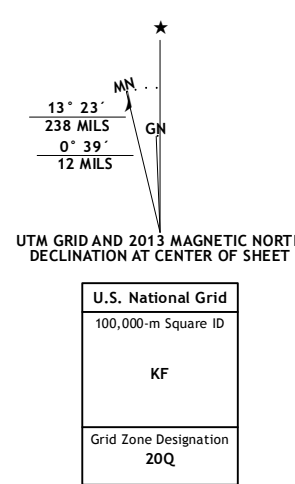 ★
MN
13° 23´
238 MILS
GN
0° 39´
12 MILS
UTM GRID AND 2013 MAGNETIC NORTH
DECLINATION AT CENTER OF SHEET
U.S. National Grid
100,000-m Square ID
KF
Grid Zone Designation
20Q